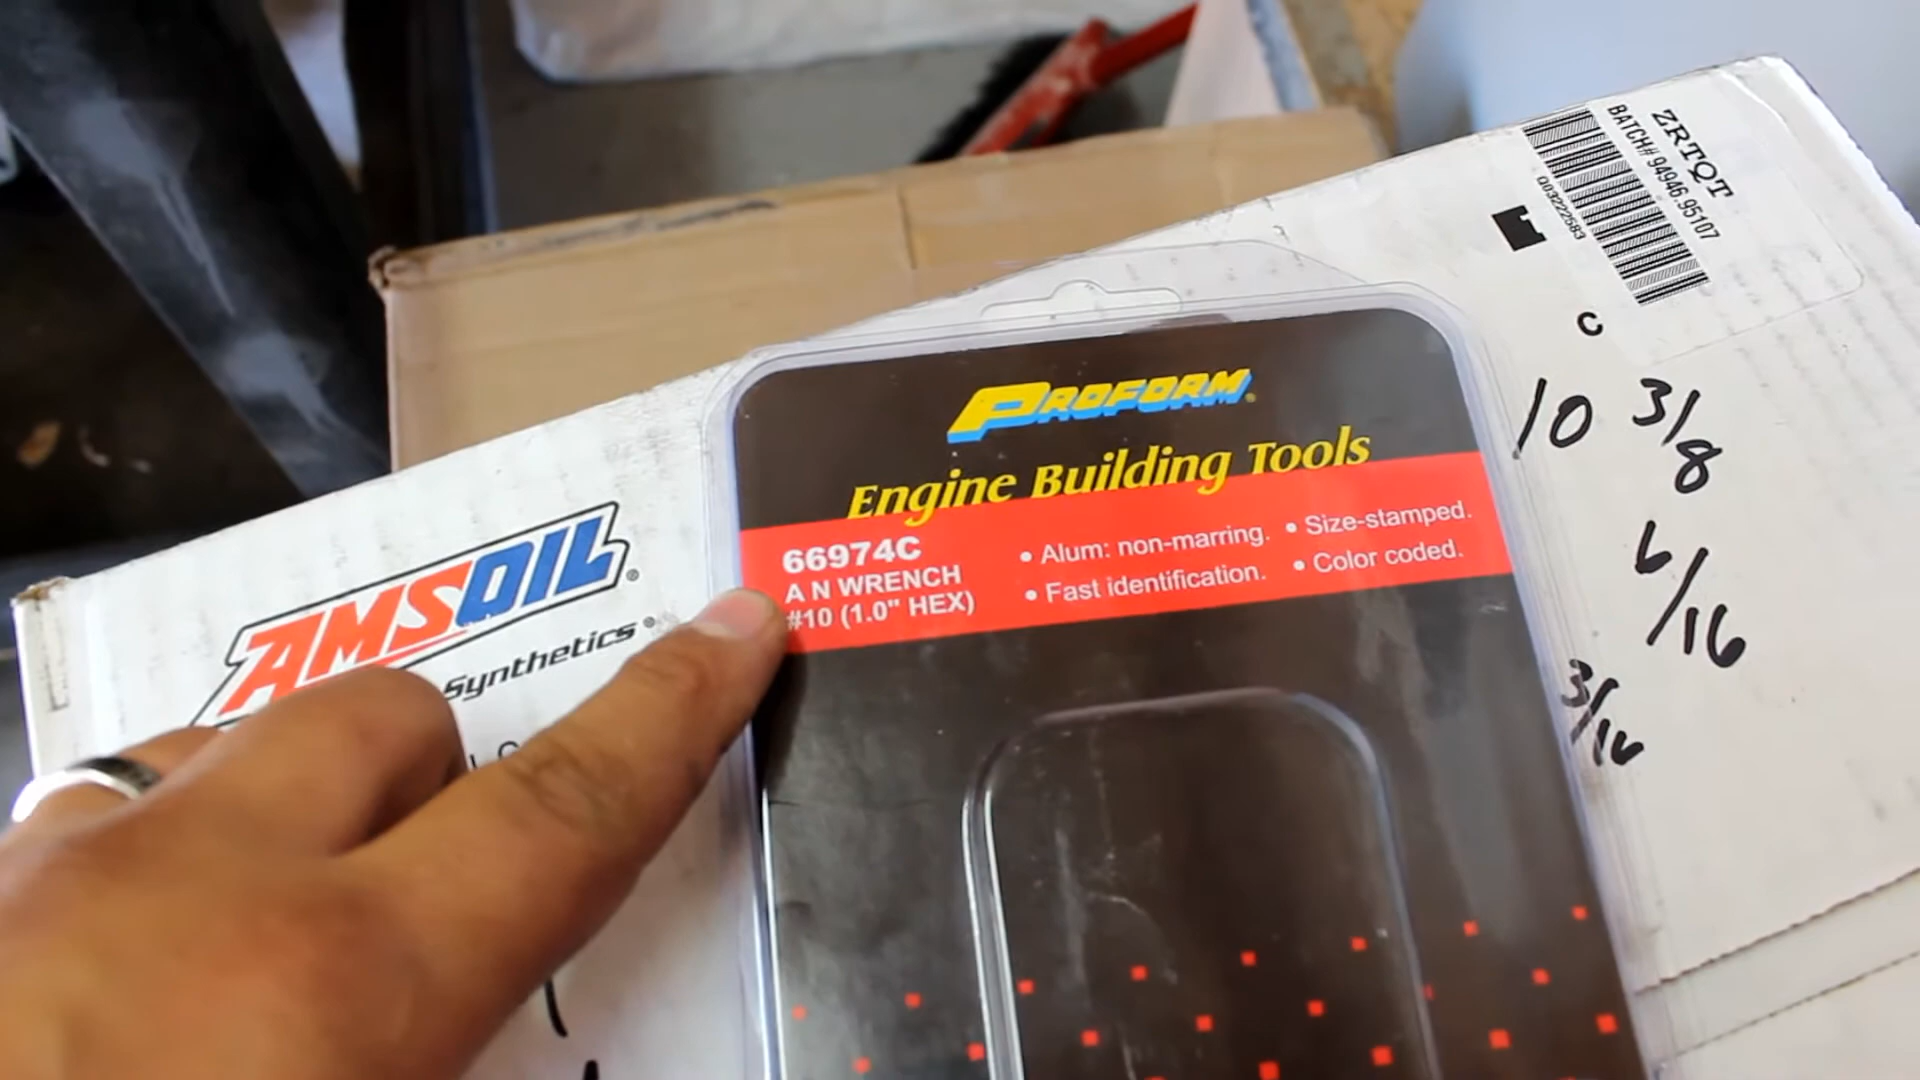 ZRTQT
BATCH# 94946.95107
Q03222583
C
10 3/8
6/16
3/16
PROFORM
Engine Building Tools
66974C
A N WRENCH
#10 (1.0" HEX)
• Alum: non-marring. • Size-stamped.
• Fast identification. • Color coded.
AMSOIL®
Synthetics®